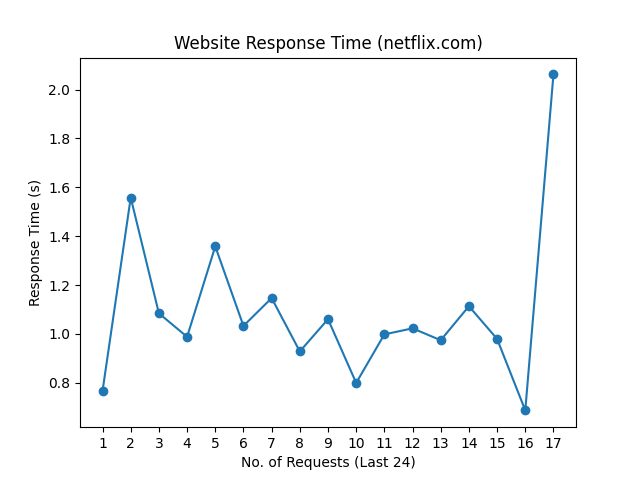 Website Response Time (netflix.com)
Response Time (s)
2.0
1.8
1.6
1.4
1.2
1.0
0.8
1 2 3 4 5 6 7 8 9 10 11 12 13 14 15 16 17
No. of Requests (Last 24)